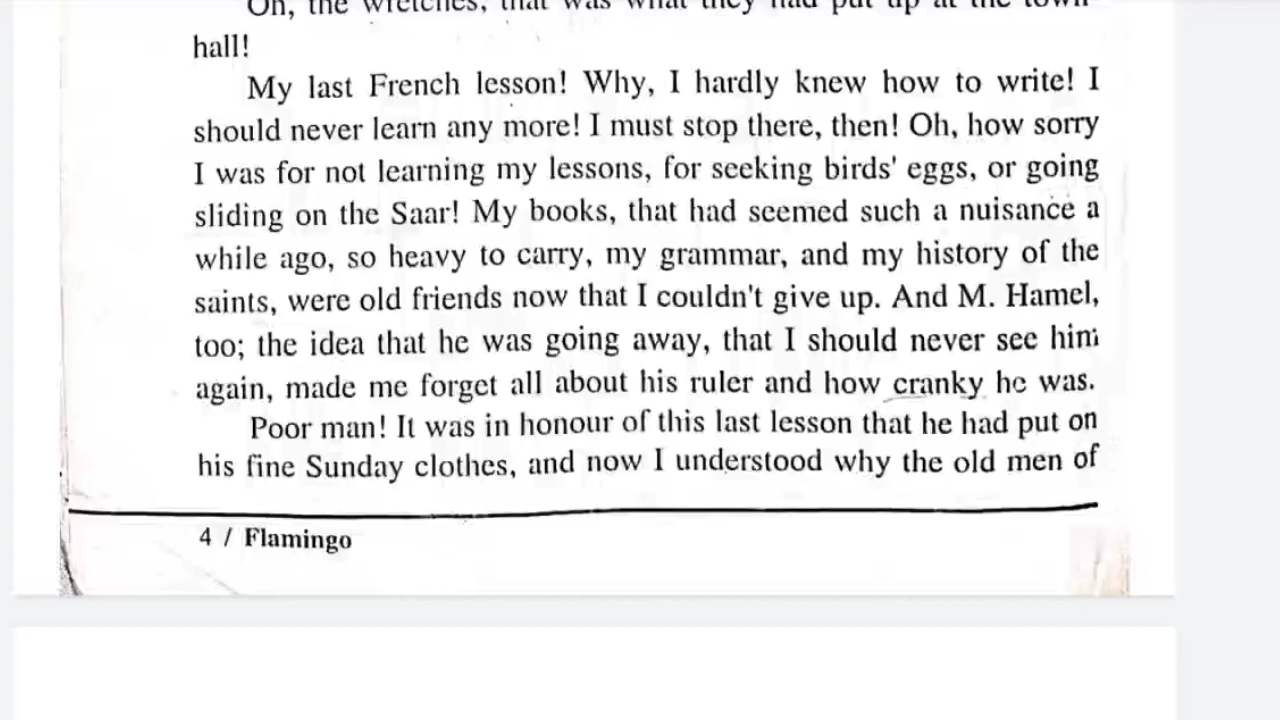 Oh, the wretches, that was what they had put up at the town-
hall!
My last French lesson! Why, I hardly knew how to write! I
should never learn any more! I must stop there, then! Oh, how sorry
I was for not learning my lessons, for seeking birds' eggs, or going
sliding on the Saar! My books, that had seemed such a nuisance a
while ago, so heavy to carry, my grammar, and my history of the
saints, were old friends now that I couldn't give up. And M. Hamel,
too; the idea that he was going away, that I should never see him
again, made me forget all about his ruler and how cranky he was.
Poor man! It was in honour of this last lesson that he had put on
his fine Sunday clothes, and now I understood why the old men of
4 / Flamingo